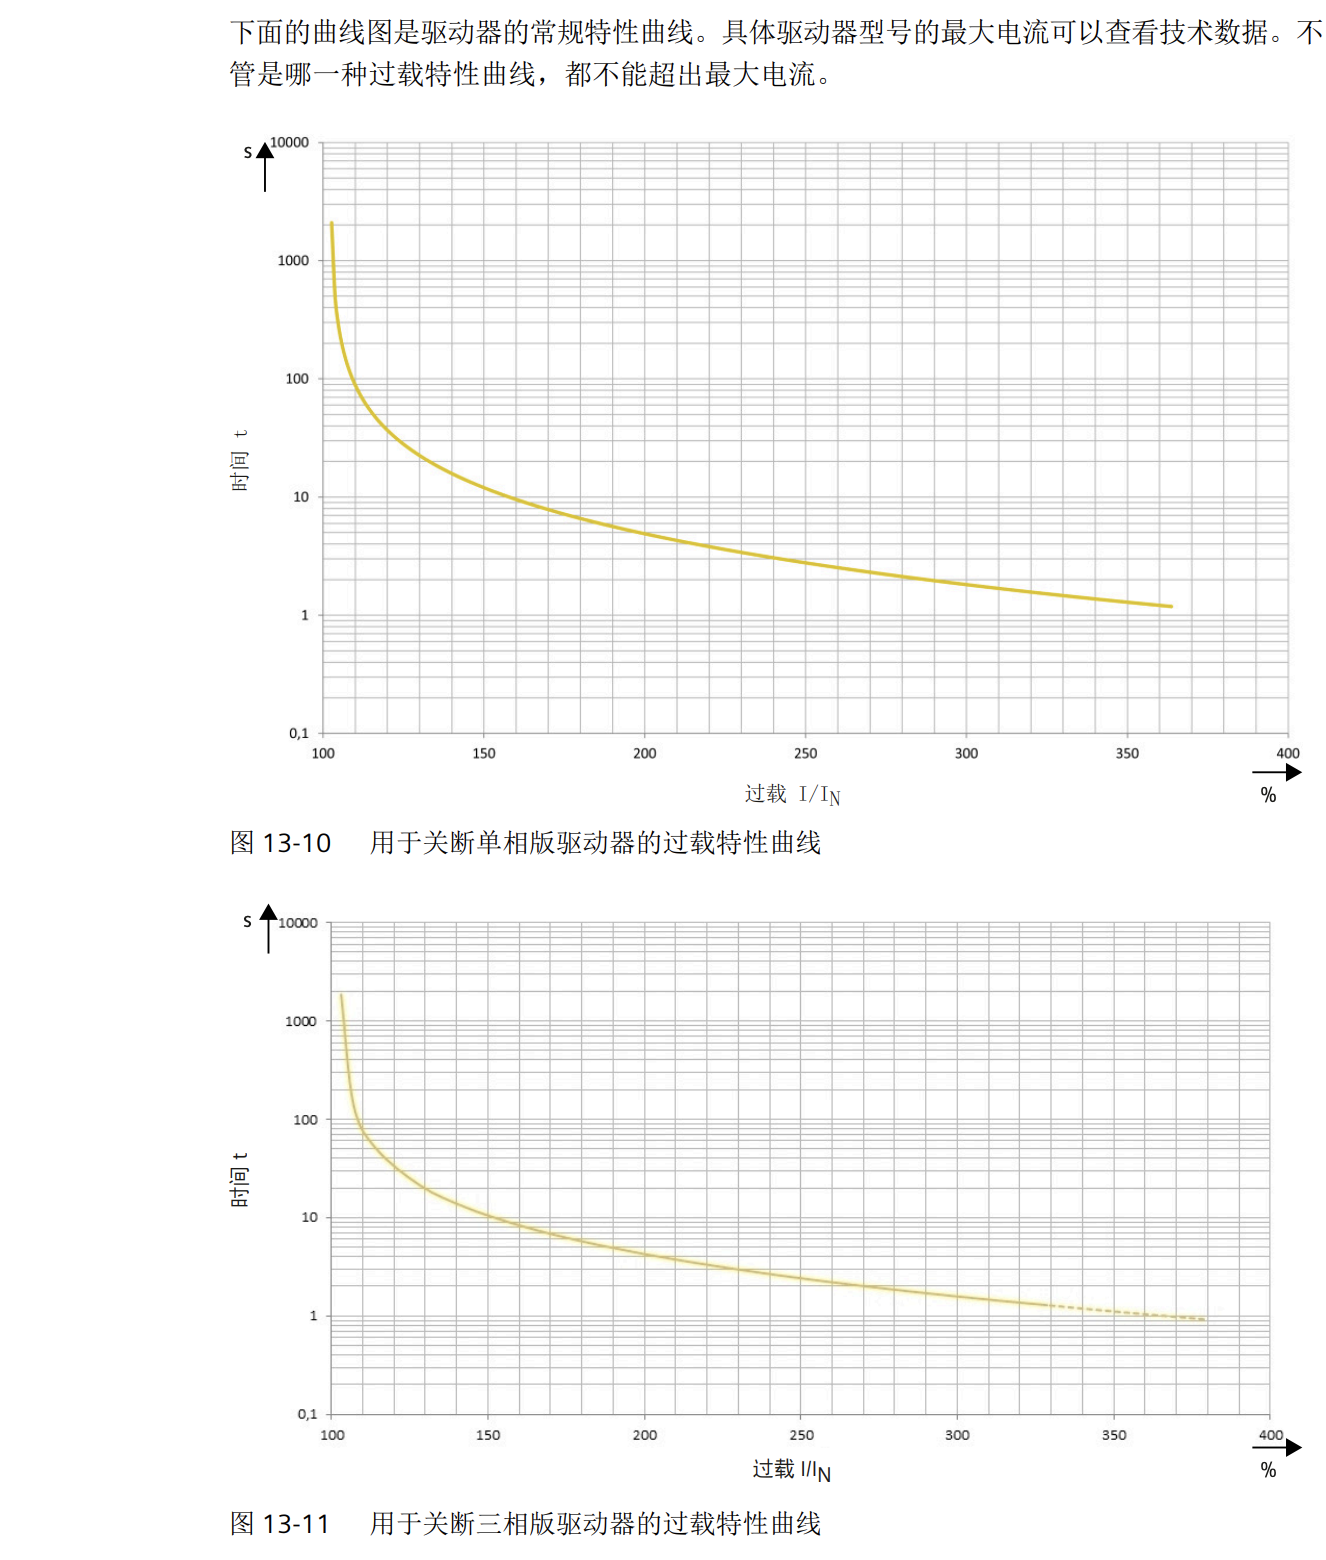 下面的曲线图是驱动器的常规特性曲线。具体驱动器型号的最大电流可以查看技术数据。不
管是哪一种过载特性曲线，都不能超出最大电流。
s
10000
1000
100
时间 t
10
1
0,1
100 150 200 250 300 350 400
过载 I/IN
%
图 13-10 用于关断单相版驱动器的过载特性曲线
s
10000
1000
100
时间 t
10
1
0,1
100 150 200 250 300 350 400
过载 I/IN
%
图 13-11 用于关断三相版驱动器的过载特性曲线